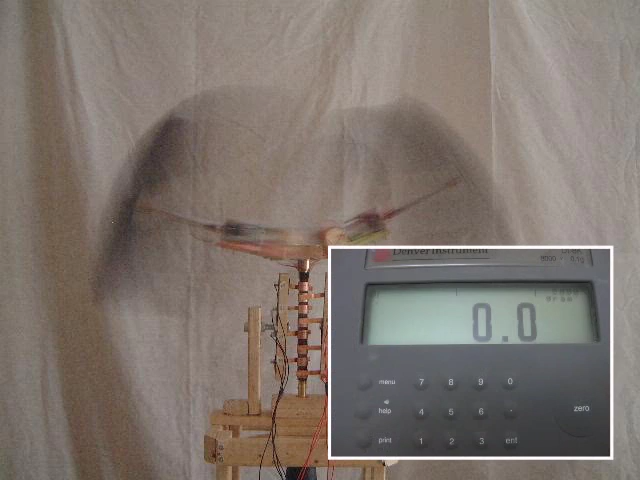 Denver Instrument
0.0
menu 7 8 9 0
help 4 5 6 . zero
print 1 2 3 ent